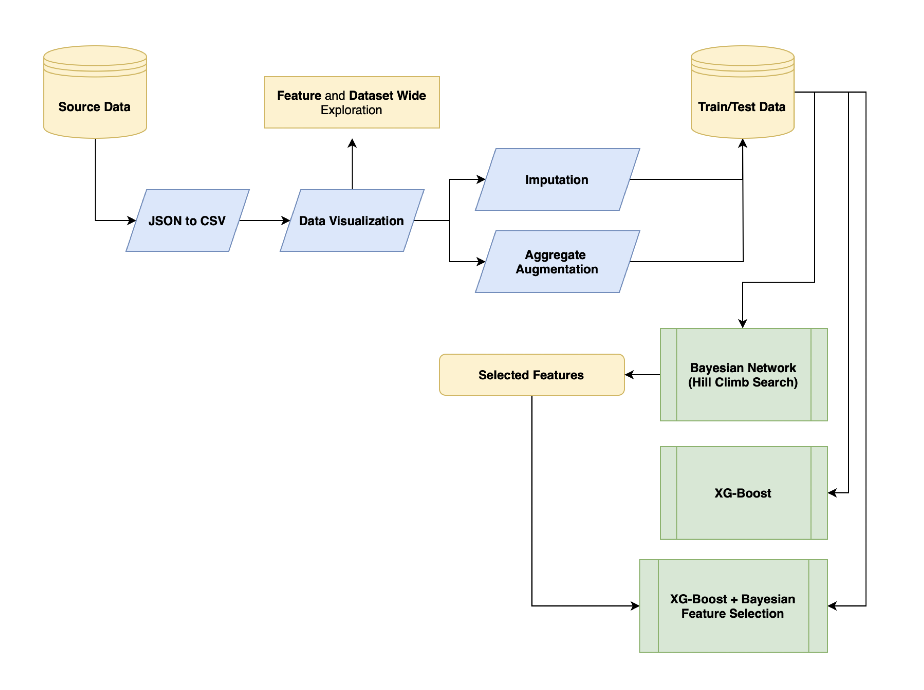 Source Data
Feature and Dataset Wide
Exploration
Train/Test Data
JSON to CSV
Data Visualization
Imputation
Aggregate
Augmentation
Bayesian Network
(Hill Climb Search)
Selected Features
XG-Boost
XG-Boost + Bayesian
Feature Selection